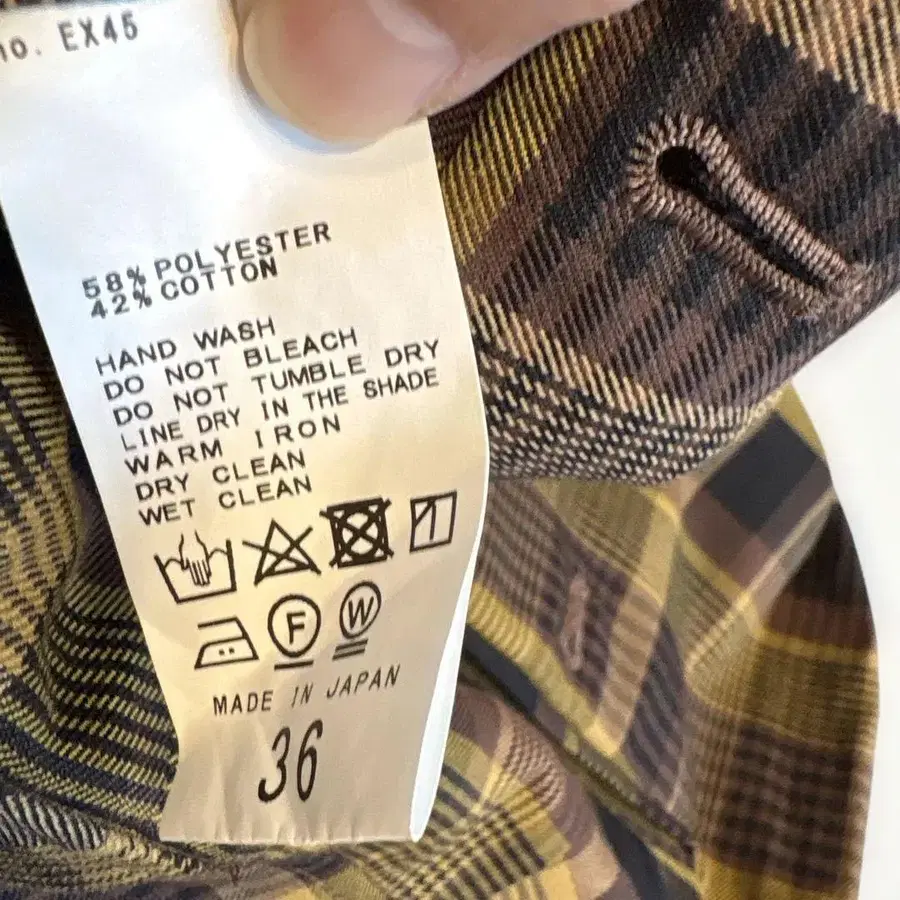 no. EX45
58% POLYESTER
42% COTTON
HAND WASH
DO NOT BLEACH
DO NOT TUMBLE DRY
LINE DRY IN THE SHADE
WARM IRON
DRY CLEAN
WET CLEAN
F W
MADE IN JAPAN
36